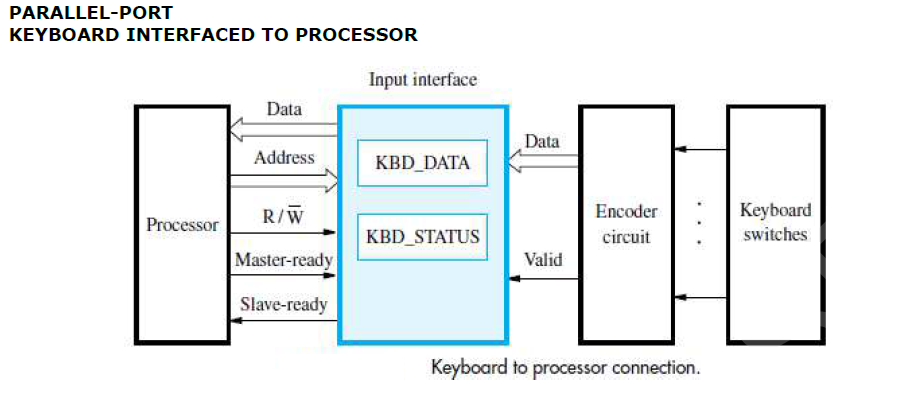 PARALLEL-PORT
KEYBOARD INTERFACED TO PROCESSOR
Input interface
Data
Address
R/W̅
Master-ready
Slave-ready
Processor
KBD_DATA
KBD_STATUS
Data
Valid
Encoder
circuit
Keyboard
switches
Keyboard to processor connection.